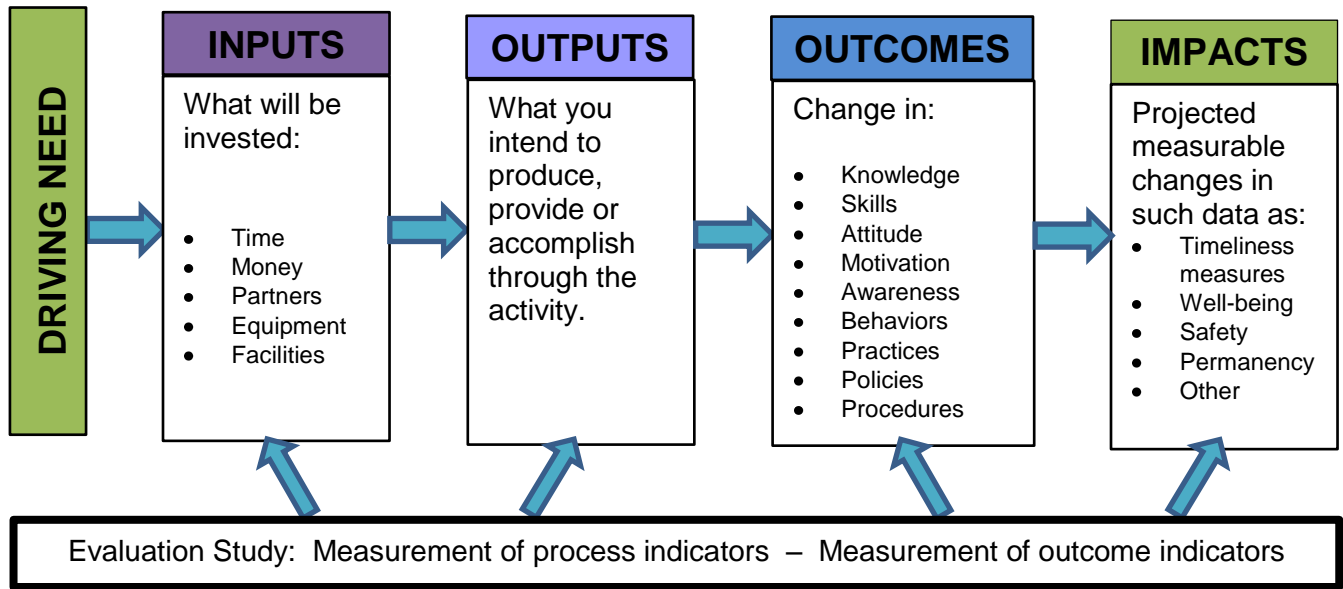 DRIVING NEED
INPUTS
What will be
invested:
• Time
• Money
• Partners
• Equipment
• Facilities
OUTPUTS
What you
intend to
produce,
provide or
accomplish
through the
activity.
OUTCOMES
Change in:
• Knowledge
• Skills
• Attitude
• Motivation
• Awareness
• Behaviors
• Practices
• Policies
• Procedures
IMPACTS
Projected
measurable
changes in
such data as:
• Timeliness
measures
• Well-being
• Safety
• Permanency
• Other
Evaluation Study: Measurement of process indicators – Measurement of outcome indicators